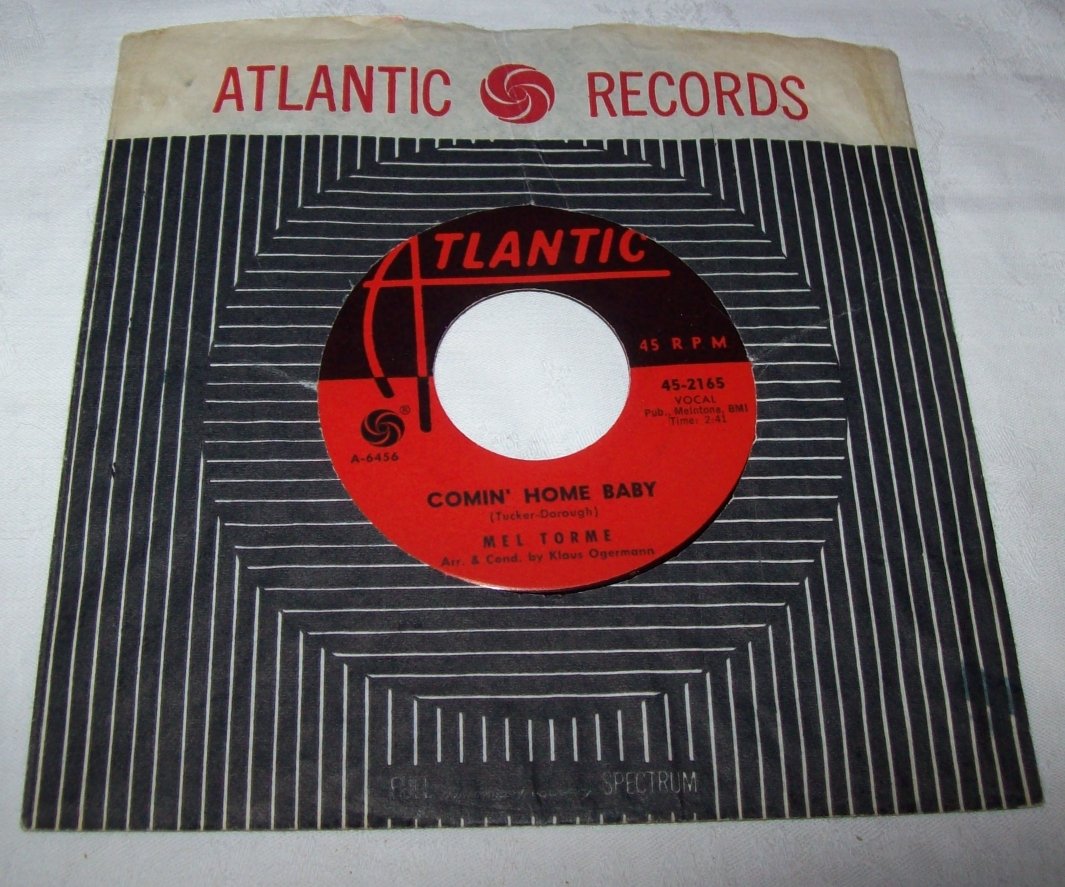 ATLANTIC RECORDS
ATLANTIC
45 RPM
45-2165
VOCAL
Pub., Melntone, BMI
Time: 2:41
®
A-6456
COMIN' HOME BABY
(Tucker-Dorough)
MEL TORME
Arr. & Cond. by Klaus Ogermann
FULL SPECTRUM